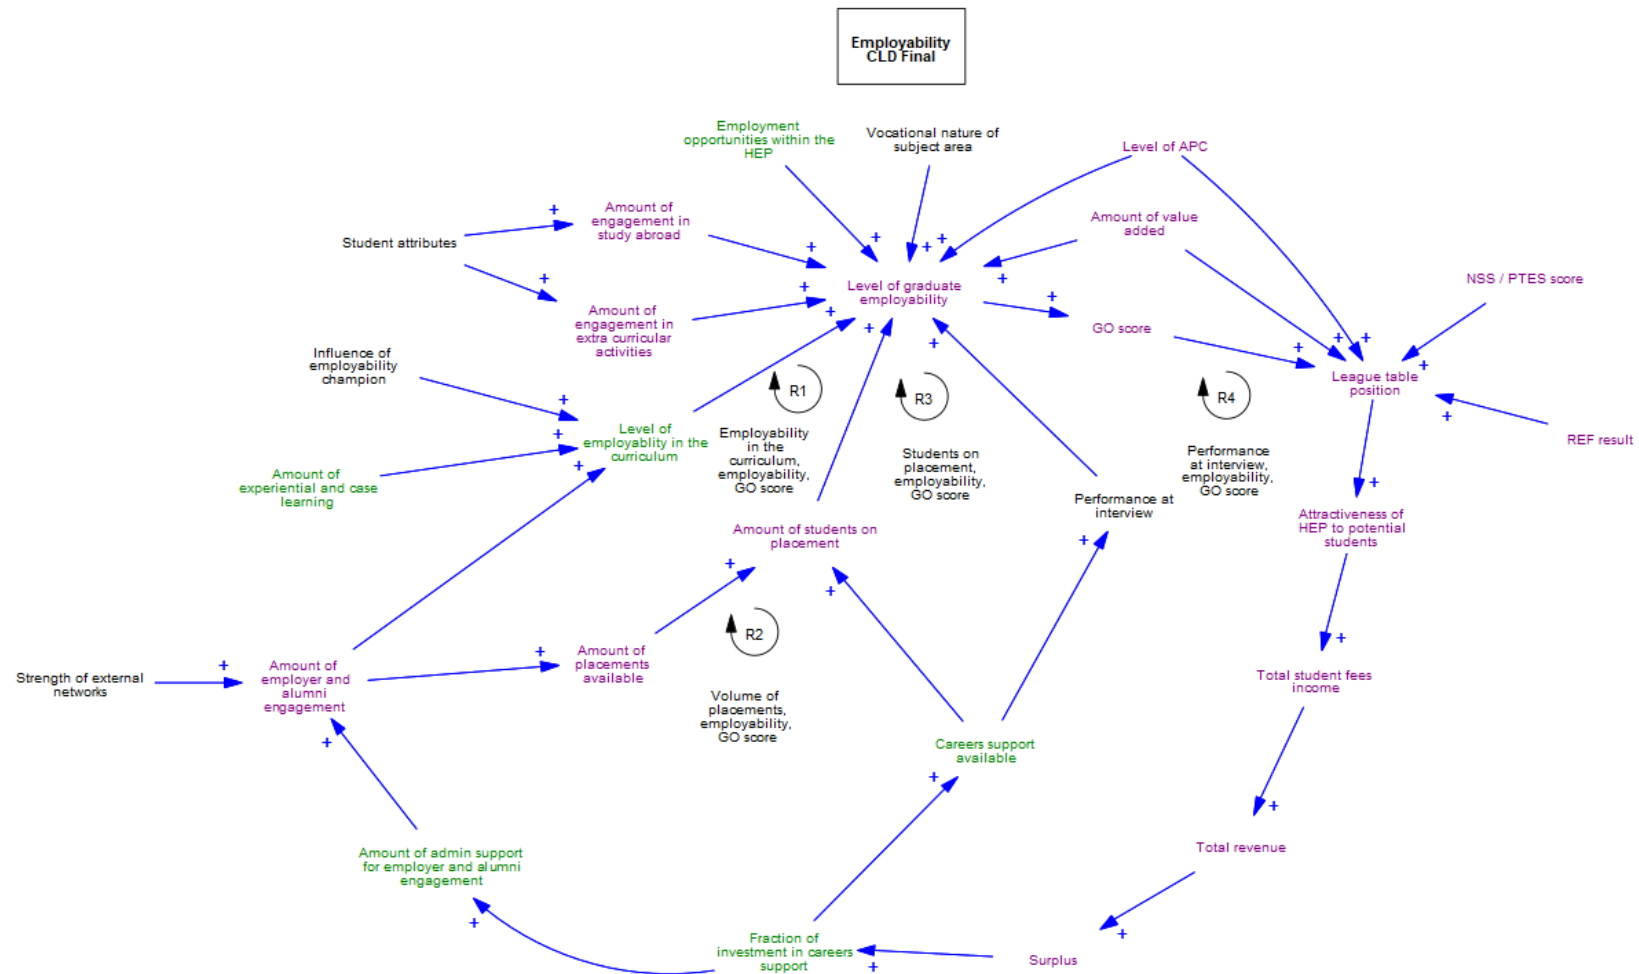 Employability
CLD Final
Employment
opportunities within the
HEP
Vocational nature of
subject area
Level of APC
+
Amount of
engagement in
study abroad
Student attributes
+
Amount of
engagement in
extra curricular
activities
+
+
+
+
+
Amount of value
added
+
+
Level of graduate
employability
+
+
+
+
GO score
NSS / PTES score
+
+
+
+
League table
position
+
REF result
Influence of
employability
champion
+
+
+
Amount of
experiential and case
learning
Level of
employablity in the
curriculum
R1
Employability
in the
curriculum,
employability,
GO score
R3
Students on
placement,
employability,
GO score
R4
Performance
at interview,
employability,
GO score
Performance at
interview
+
+
Attractiveness of
HEP to potential
students
Amount of students on
placement
+
+
R2
Volume of
placements,
employability,
GO score
Strength of external
networks
+
Amount of
employer and
alumni
engagement
+
+
Amount of
placements
available
+
Total student fees
income
Careers support
available
+
+
Total revenue
Amount of admin support
for employer and alumni
engagement
+
Fraction of
investment in careers
support
+
Surplus
+